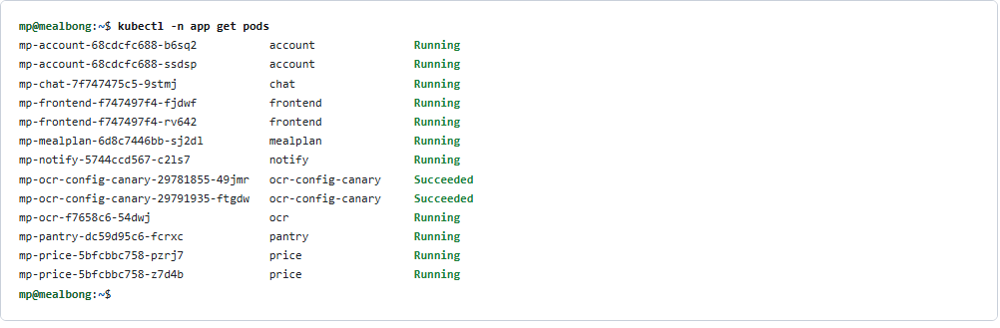 mp@mealbong:~$ kubectl -n app get pods
mp-account-68cdcfc688-b6sq2 account Running
mp-account-68cdcfc688-ssdsp account Running
mp-chat-7f747475c5-9stmj chat Running
mp-frontend-f747497f4-fjdwf frontend Running
mp-frontend-f747497f4-rv642 frontend Running
mp-mealplan-6d8c7446bb-sj2dl mealplan Running
mp-notify-5744ccd567-c2ls7 notify Running
mp-ocr-config-canary-29781855-49jmr ocr-config-canary Succeeded
mp-ocr-config-canary-29791935-ftgdw ocr-config-canary Succeeded
mp-ocr-f7658c6-54dwj ocr Running
mp-pantry-dc59d95c6-fcrxc pantry Running
mp-price-5bfcbbc758-pzrj7 price Running
mp-price-5bfcbbc758-z7d4b price Running
mp@mealbong:~$